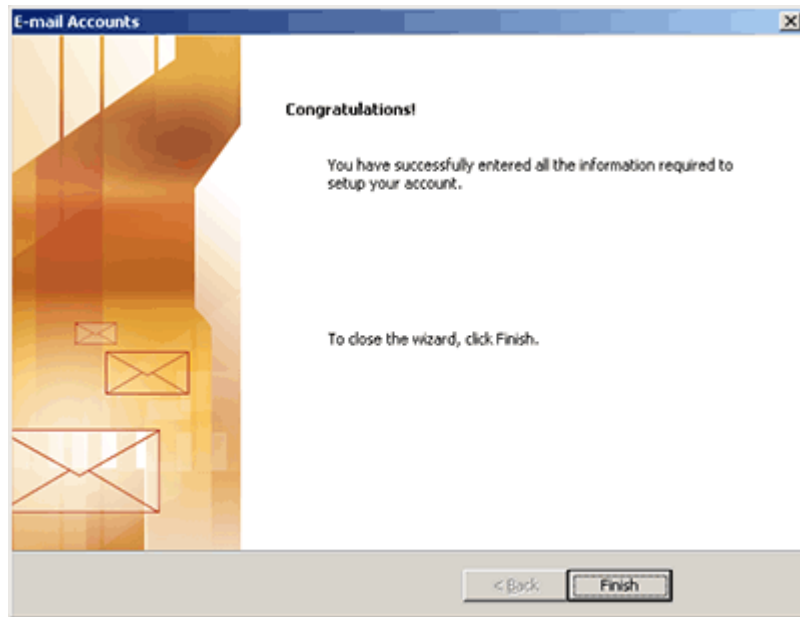 E-mail Accounts
Congratulations!
You have successfully entered all the information required to
setup your account.
To close the wizard, click Finish.
< Back
Finish